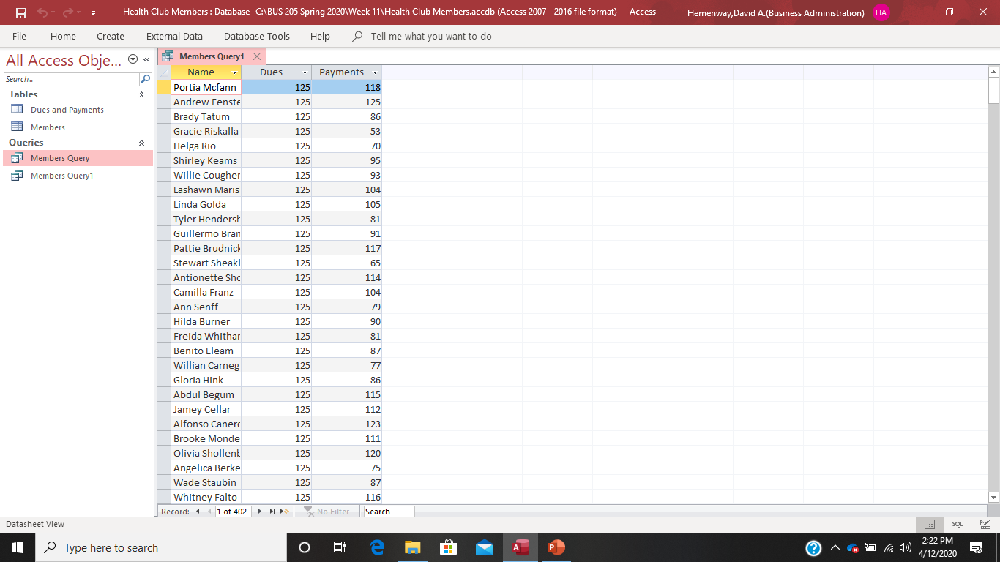 Health Club Members : Database- C:\BUS 205 Spring 2020\Week 11\Health Club Members.accdb (Access 2007 - 2016 file format) - Access
Hemenway,David A.(Business Administration) HA
File Home Create External Data Database Tools Help Tell me what you want to do
All Access Obje...
Search...
Tables
Dues and Payments
Members
Queries
Members Query
Members Query1
Members Query1
Name Dues Payments
Portia Mcfann 125 118
Andrew Fenste 125 125
Brady Tatum 125 86
Gracie Riskalla 125 53
Helga Rio 125 70
Shirley Keams 125 95
Willie Cougher 125 93
Lashawn Maris 125 104
Linda Golda 125 105
Tyler Hendersh 125 81
Guillermo Bran 125 91
Pattie Brudnick 125 117
Stewart Sheakl 125 65
Antionette Sho 125 114
Camilla Franz 125 104
Ann Senff 125 79
Hilda Burner 125 90
Freida Whithar 125 81
Benito Eleam 125 87
Willian Carneg 125 77
Gloria Hink 125 86
Abdul Begum 125 115
Jamey Cellar 125 112
Alfonso Canero 125 123
Brooke Monde 125 111
Olivia Shollenb 125 120
Angelica Berke 125 75
Wade Staubin 125 87
Whitney Falto 125 116
Record: 1 of 402 No Filter Search
Datasheet View SQL
Type here to search
2:22 PM
4/12/2020